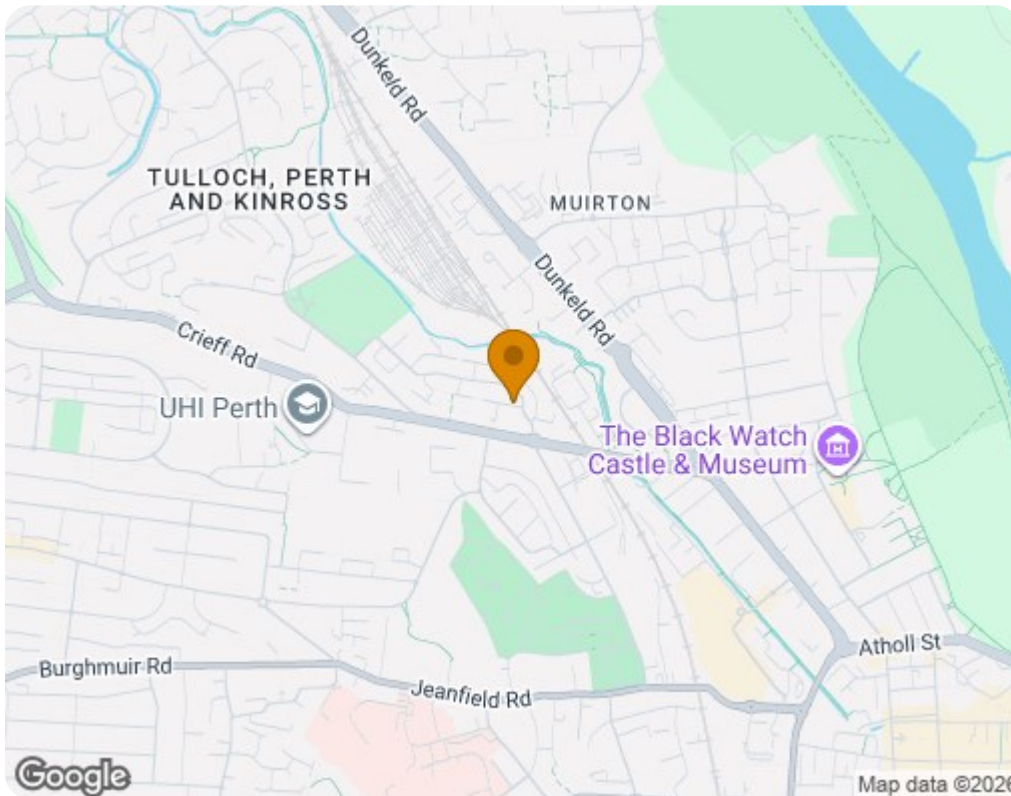 Dunkeld Rd
TULLOCH, PERTH
AND KINROSS
MUIRTON
Dunkeld Rd
Crieff Rd
UHI Perth
The Black Watch
Castle & Museum
Atholl St
Burghmuir Rd
Jeanfield Rd
Google
Map data ©2026